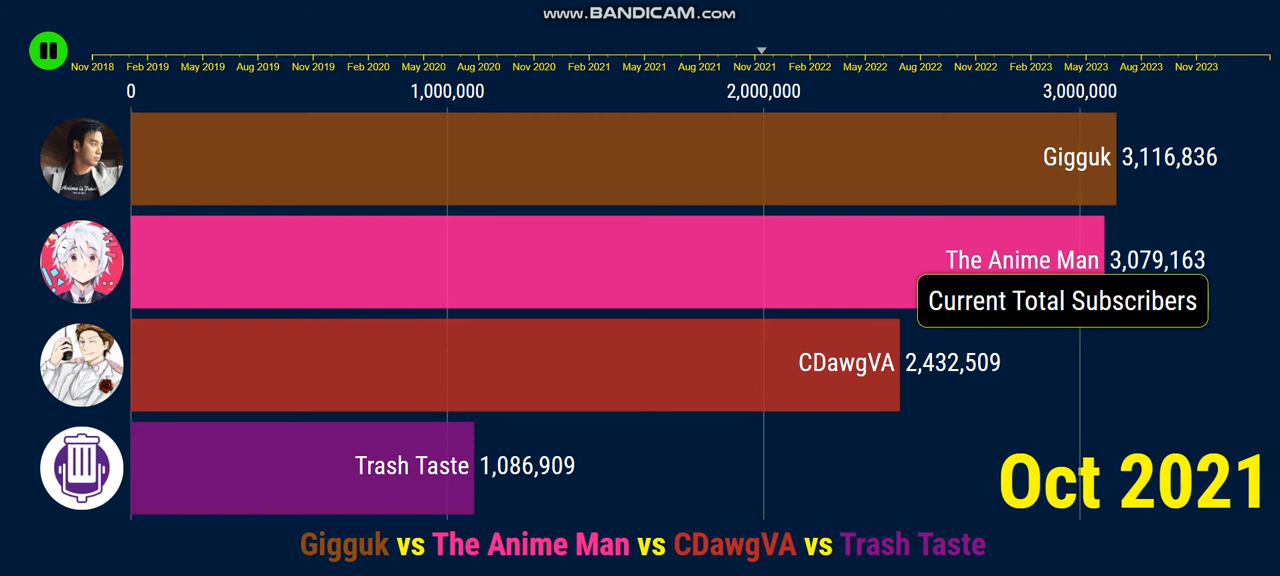 www.BANDICAM.com
Nov 2018 Feb 2019 May 2019 Aug 2019 Nov 2019 Feb 2020 May 2020 Aug 2020 Nov 2020 Feb 2021 May 2021 Aug 2021 Nov 2021 Feb 2022 May 2022 Aug 2022 Nov 2022 Feb 2023 May 2023 Aug 2023 Nov 2023
0 1,000,000 2,000,000 3,000,000
Gigguk 3,116,836
The Anime Man 3,079,163
Current Total Subscribers
CDawgVA 2,432,509
Trash Taste 1,086,909
Oct 2021
Gigguk vs The Anime Man vs CDawgVA vs Trash Taste